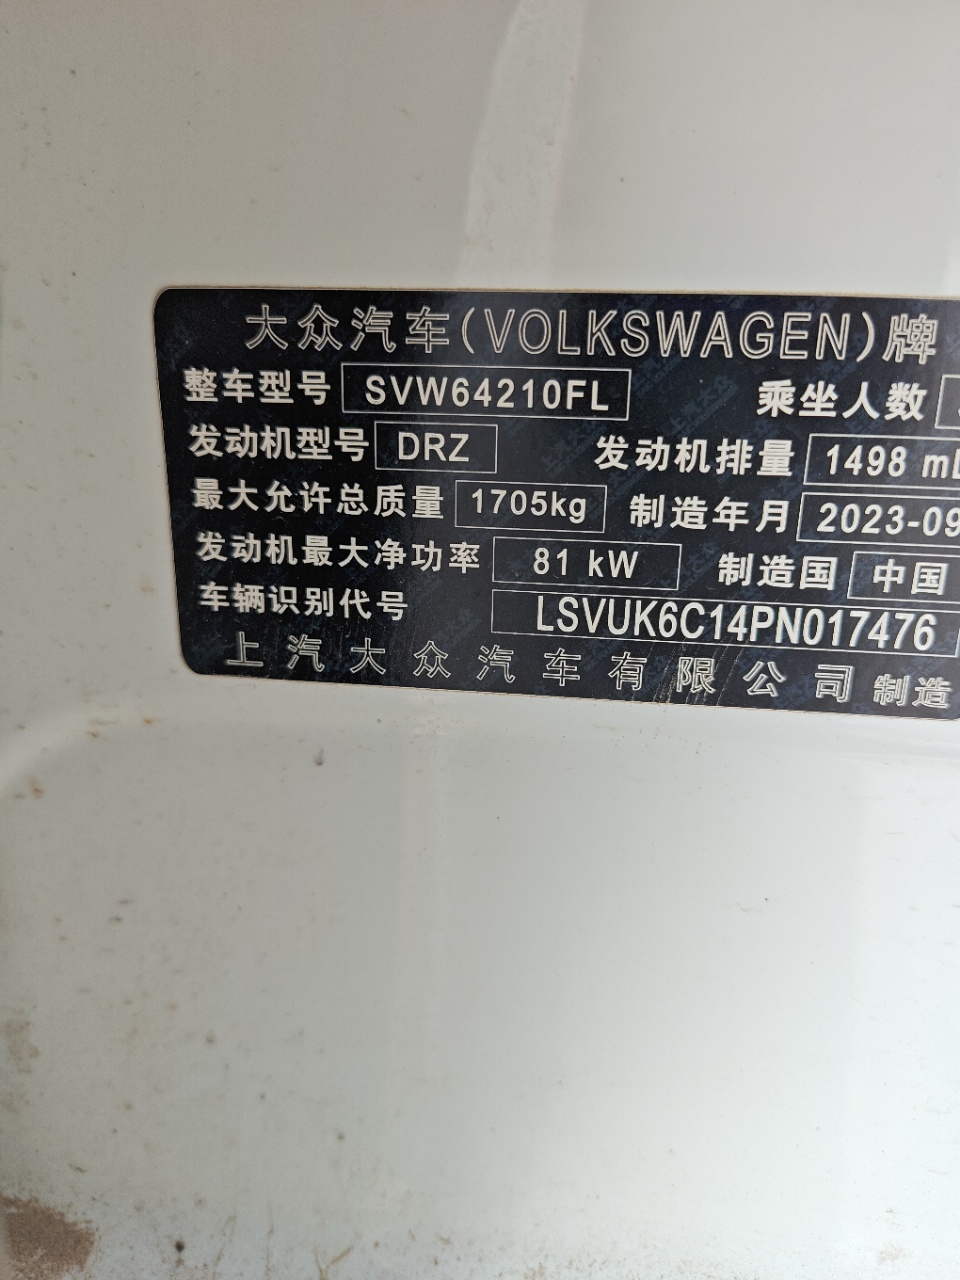 大众汽车(VOLKSWAGEN)牌
整车型号 SVW64210FL 乘坐人数
发动机型号 DRZ 发动机排量 1498 mL
最大允许总质量 1705kg 制造年月 2023-09
发动机最大净功率 81 kW 制造国 中国
车辆识别代号 LSVUK6C14PN017476
上汽大众汽车有限公司 制造